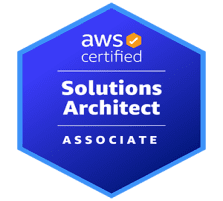 aws
certified
Solutions
Architect
ASSOCIATE